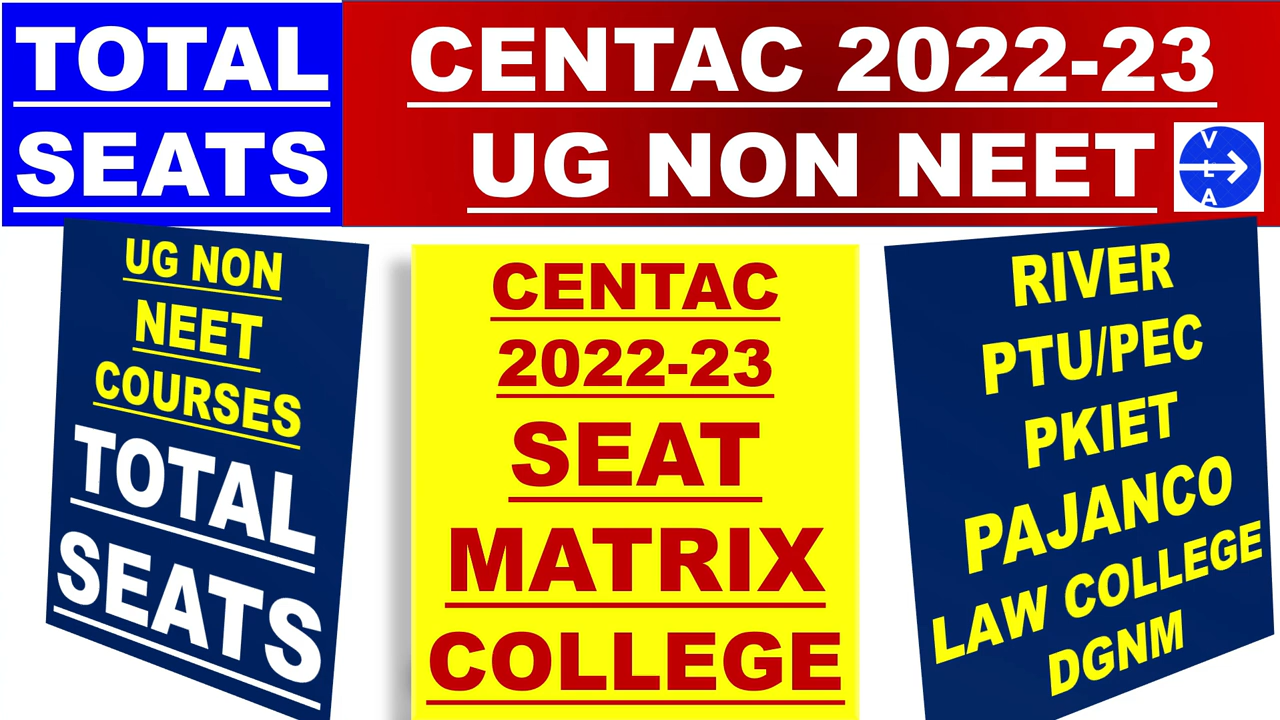 TOTAL
SEATS
CENTAC 2022-23
UG NON NEET
V
L
A
UG NON
NEET
COURSES
TOTAL
SEATS
CENTAC
2022-23
SEAT
MATRIX
COLLEGE
RIVER
PTU/PEC
PKIET
PAJANCO
LAW COLLEGE
DGNM